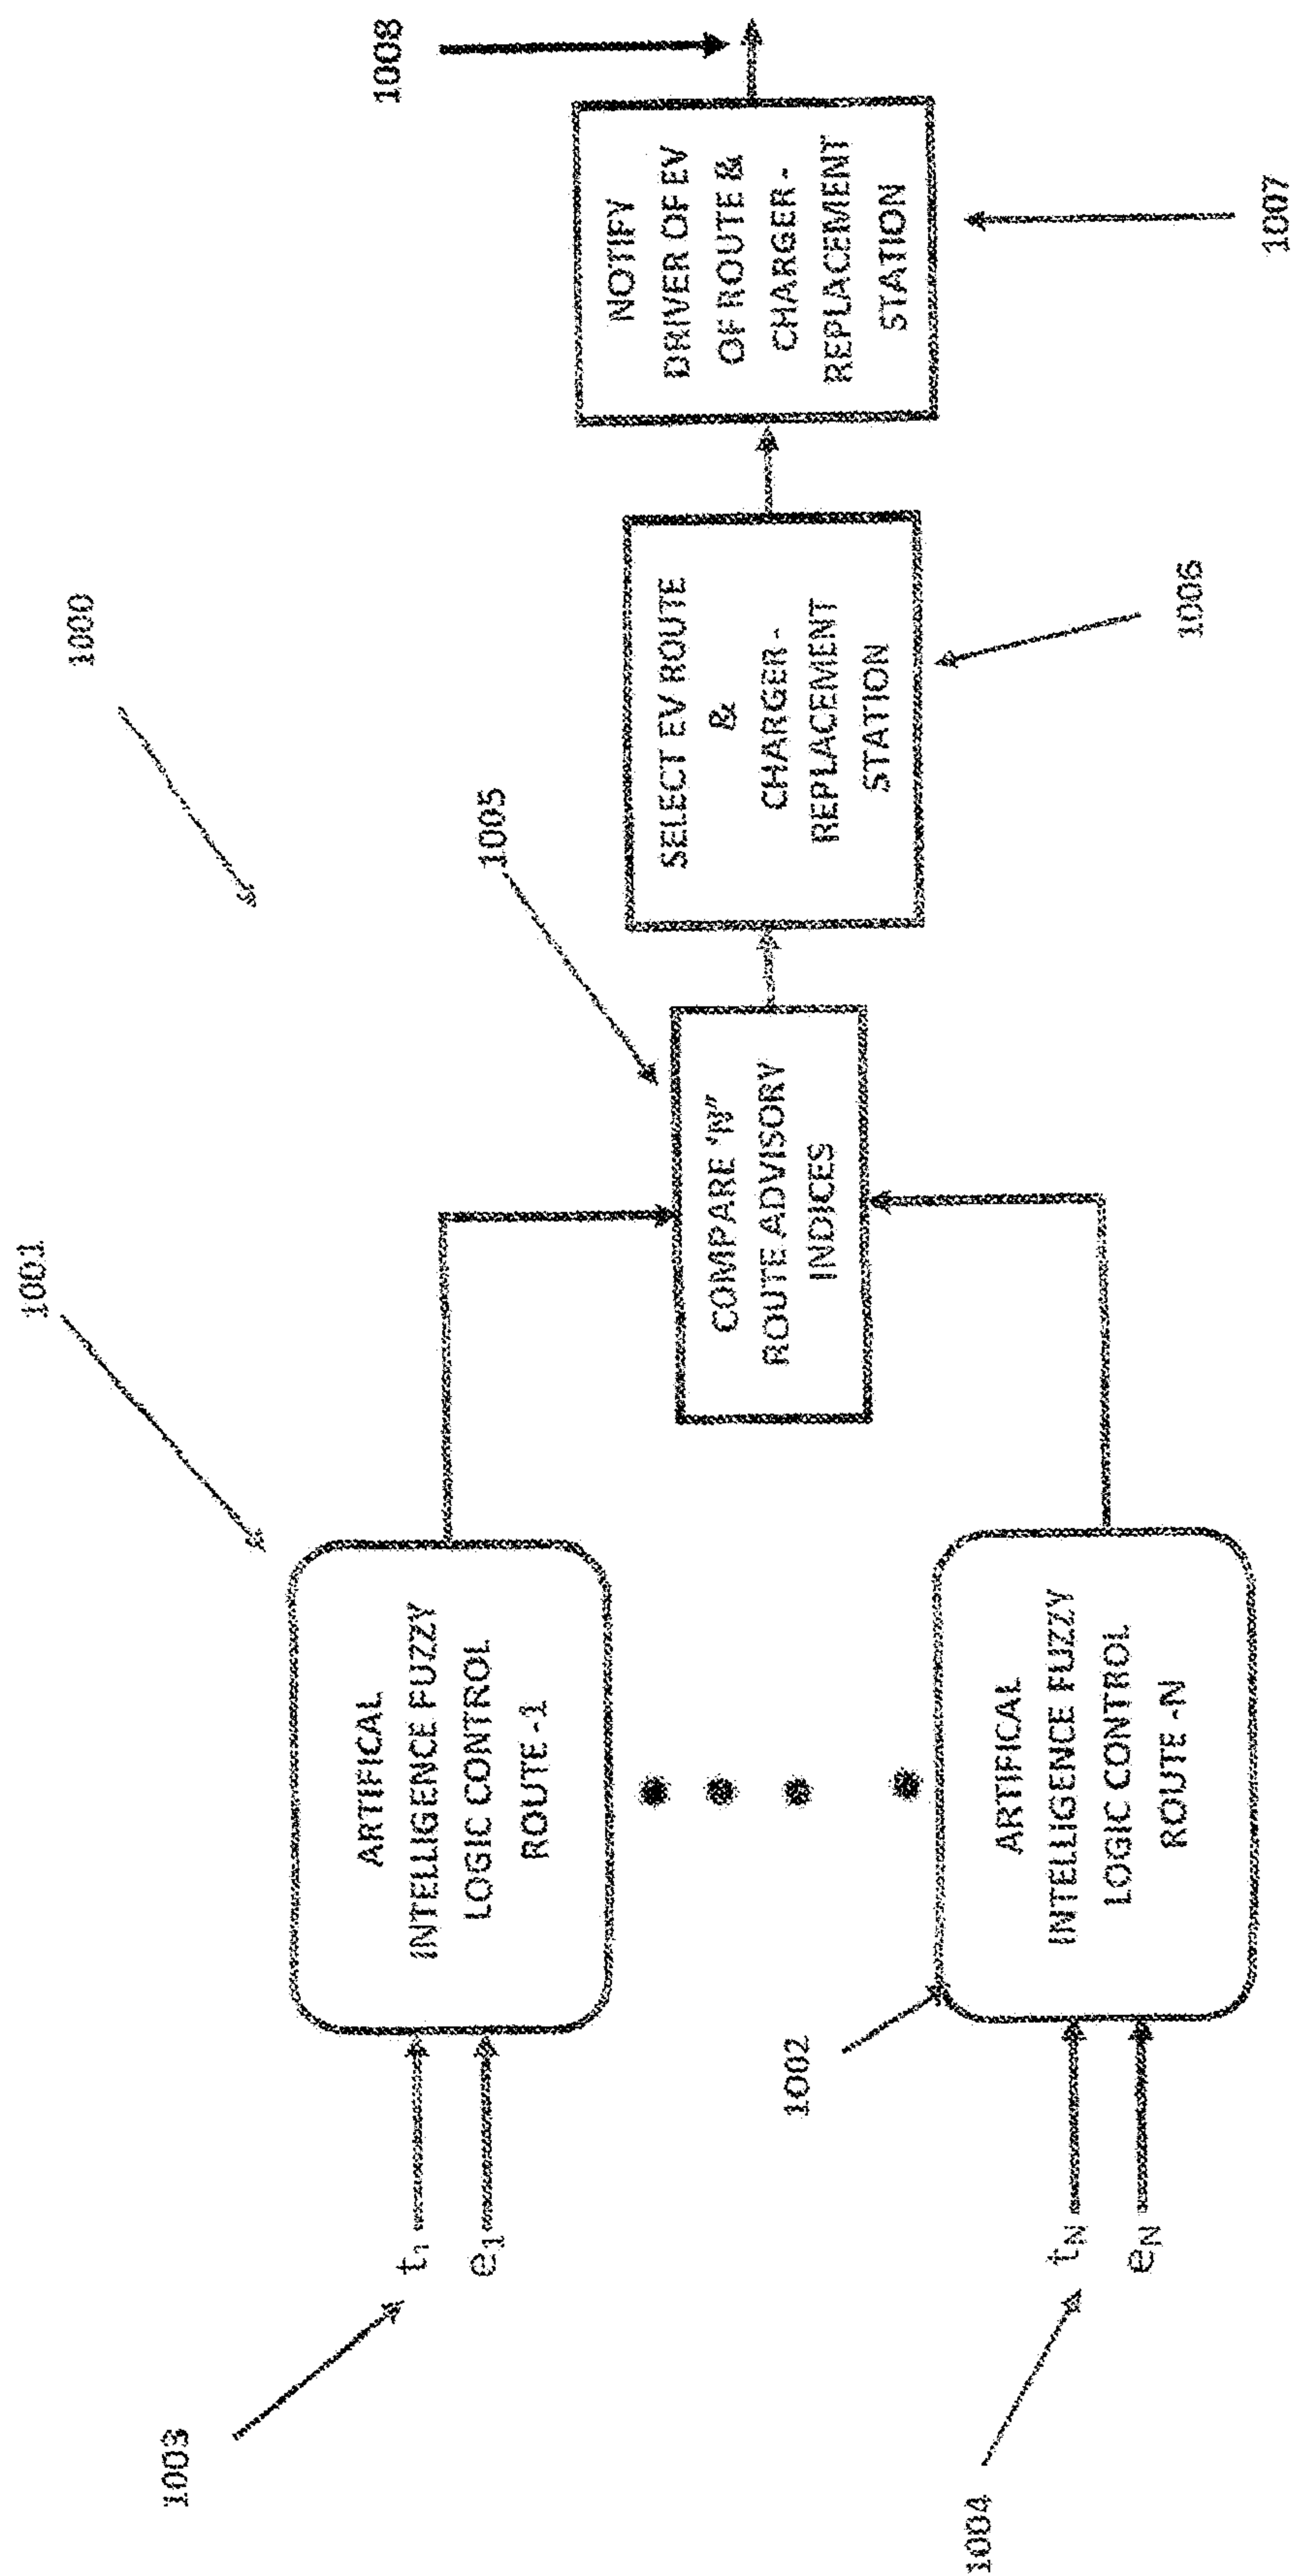 1000
1001
1003
t₁
e₁
ARTIFICAL
INTELLIGENCE FUZZY
LOGIC CONTROL
ROUTE -1
1002
1004
tN
eN
ARTIFICAL
INTELLIGENCE FUZZY
LOGIC CONTROL
ROUTE -N
1005
COMPARE 'N"
ROUTE ADVISORY
INDICES
SELECT EV ROUTE
&
CHARGER -
REPLACEMENT
STATION
1006
NOTIFY
DRIVER OF EV
OF ROUTE &
CHARGER -
REPLACEMENT
STATION
1007
1008